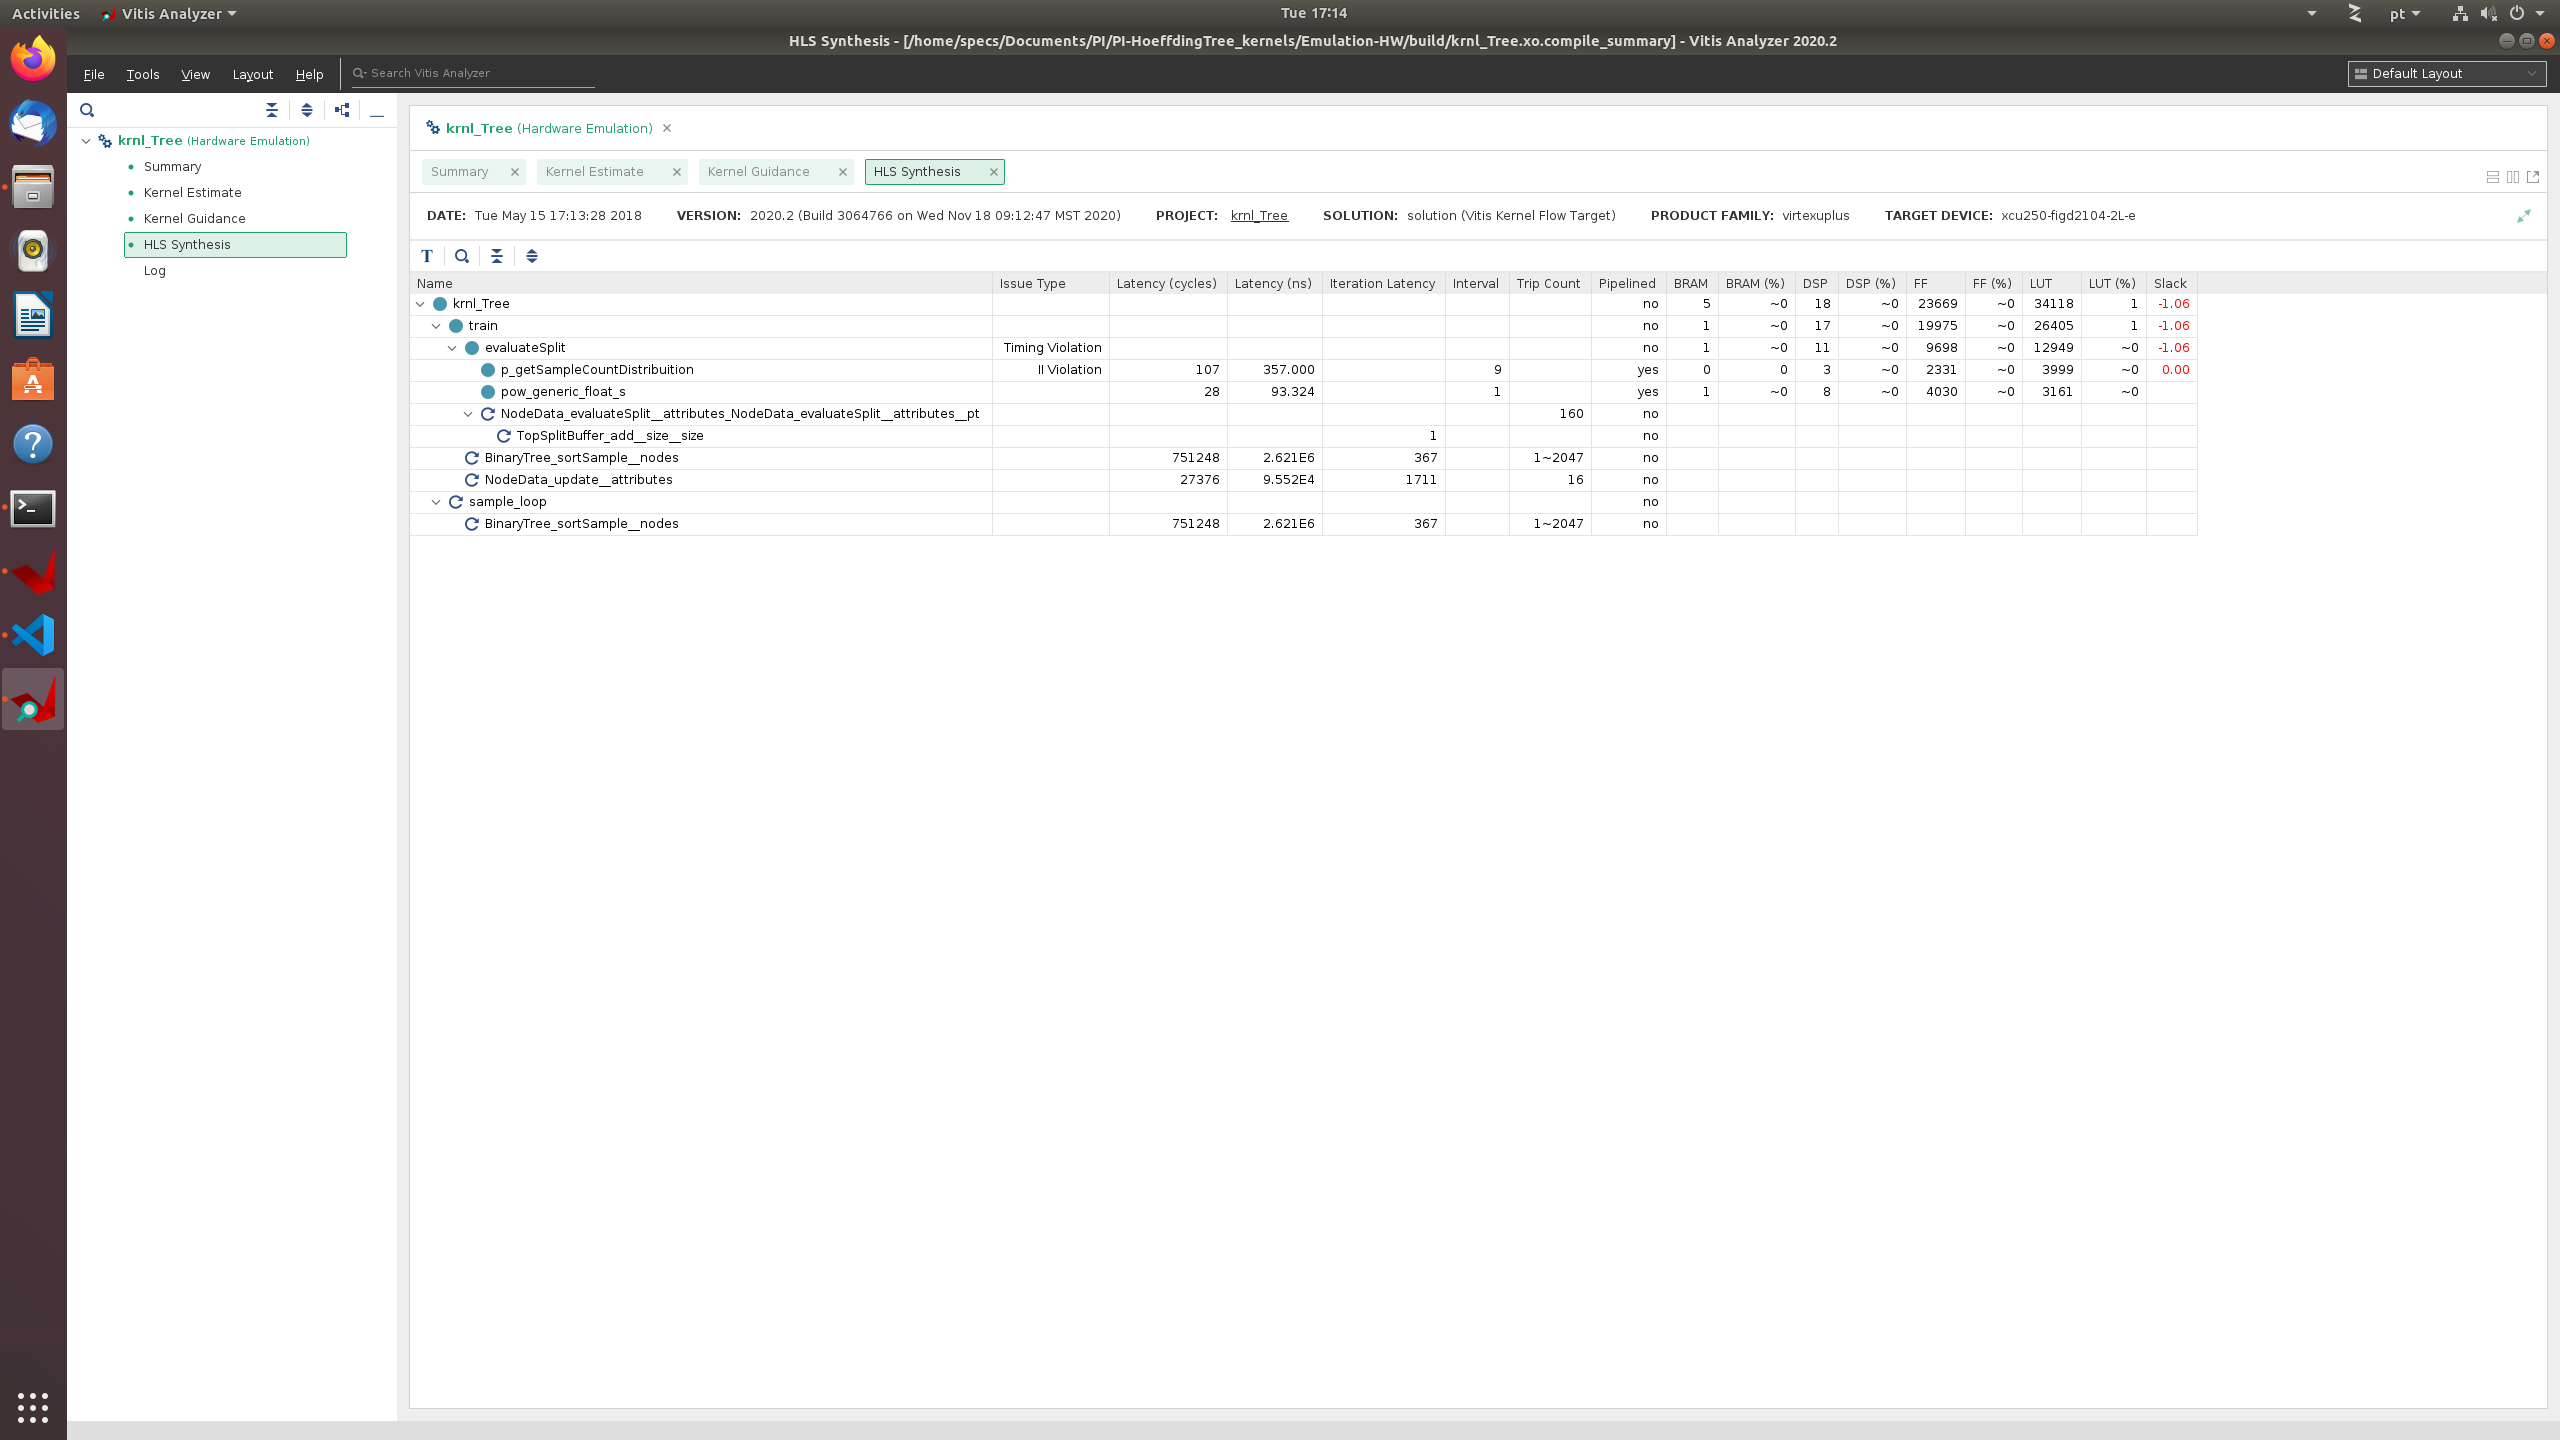 Activities Vitis Analyzer Tue 17:14 pt
HLS Synthesis - [/home/specs/Documents/PI/PI-HoeffdingTree_kernels/Emulation-HW/build/krnl_Tree.xo.compile_summary] - Vitis Analyzer 2020.2
File Tools View Layout Help Search Vitis Analyzer Default Layout
krnl_Tree (Hardware Emulation)
Summary
Kernel Estimate
Kernel Guidance
HLS Synthesis
Log
krnl_Tree (Hardware Emulation)
Summary Kernel Estimate Kernel Guidance HLS Synthesis
DATE: Tue May 15 17:13:28 2018 VERSION: 2020.2 (Build 3064766 on Wed Nov 18 09:12:47 MST 2020) PROJECT: krnl_Tree SOLUTION: solution (Vitis Kernel Flow Target) PRODUCT FAMILY: virtexuplus TARGET DEVICE: xcu250-figd2104-2L-e
T
Name Issue Type Latency (cycles) Latency (ns) Iteration Latency Interval Trip Count Pipelined BRAM BRAM (%) DSP DSP (%) FF FF (%) LUT LUT (%) Slack
krnl_Tree no 5 ~0 18 ~0 23669 ~0 34118 1 -1.06
train no 1 ~0 17 ~0 19975 ~0 26405 1 -1.06
evaluateSplit Timing Violation no 1 ~0 11 ~0 9698 ~0 12949 ~0 -1.06
p_getSampleCountDistribuition II Violation 107 357.000 9 yes 0 0 3 ~0 2331 ~0 3999 ~0 0.00
pow_generic_float_s 28 93.324 1 yes 1 ~0 8 ~0 4030 ~0 3161 ~0
NodeData_evaluateSplit__attributes_NodeData_evaluateSplit__attributes__pt 160 no
TopSplitBuffer_add__size__size 1 no
BinaryTree_sortSample__nodes 751248 2.621E6 367 1~2047 no
NodeData_update__attributes 27376 9.552E4 1711 16 no
sample_loop no
BinaryTree_sortSample__nodes 751248 2.621E6 367 1~2047 no